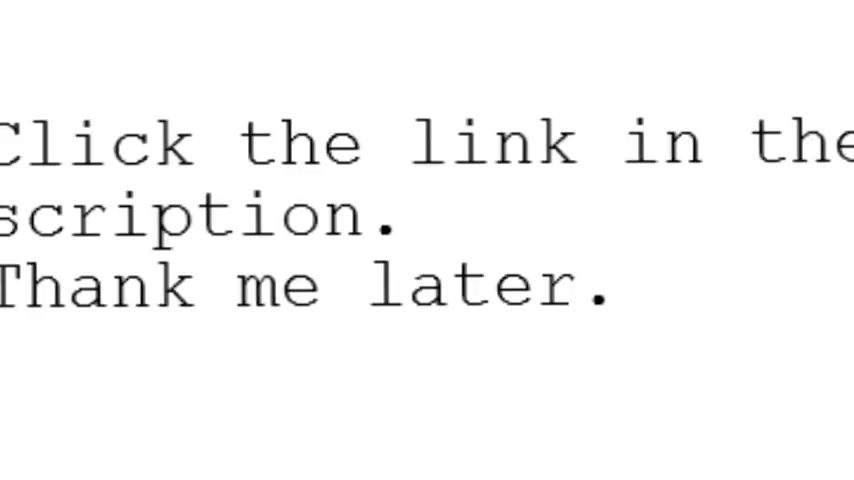 Click the link in the
scription.
Thank me later.